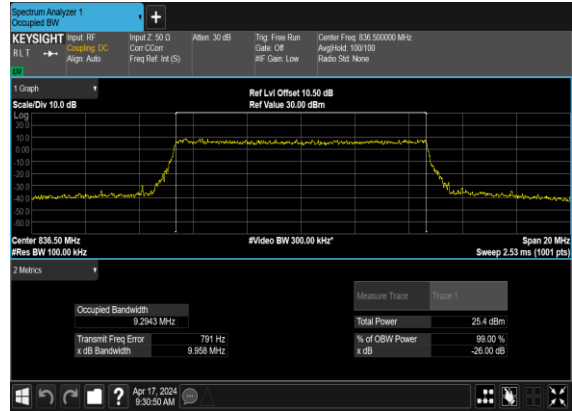 Spectrum Analyzer 1
Occupied BW
+
KEYSIGHT Input: RF Input Z: 50 Ω Atten: 30 dB Trig: Free Run Center Freq: 836.500000 MHz
RLT Coupling: DC Corr CCorr Gate: Off Avg|Hold: 100/100
Align: Auto Freq Ref: Int (S) #IF Gain: Low Radio Std: None
1 Graph
Ref Lvl Offset 10.50 dB
Scale/Div 10.0 dB Ref Value 30.00 dBm
Log
20.0
10.0
0.00
-10.0
-20.0
-30.0
-40.0
-50.0
-60.0
Center 836.50 MHz #Video BW 300.00 kHz* Span 20 MHz
#Res BW 100.00 kHz Sweep 2.53 ms (1001 pts)
2 Metrics
Measure Trace Trace 1
Occupied Bandwidth
9.2943 MHz Total Power 25.4 dBm
Transmit Freq Error 791 Hz % of OBW Power 99.00 %
x dB Bandwidth 9.958 MHz x dB -26.00 dB
? Apr 17, 2024
9:30:50 AM